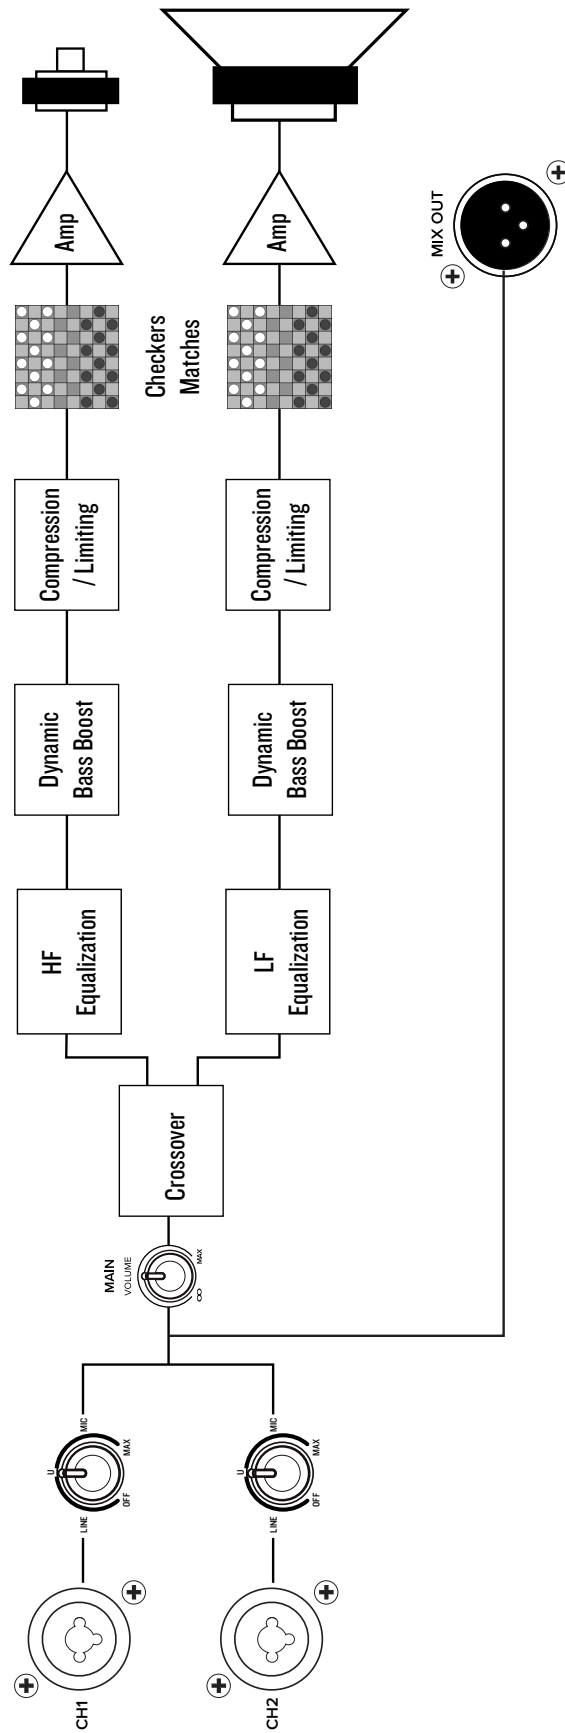 CH1
LINE
U
MIC
OFF
MAX
CH2
LINE
U
MIC
OFF
MAX
MAIN
VOLUME
∞
MAX
Crossover
HF
Equalization
Dynamic
Bass Boost
Compression
/ Limiting
Amp
Checkers
Matches
LF
Equalization
Dynamic
Bass Boost
Compression
/ Limiting
Amp
MIX OUT